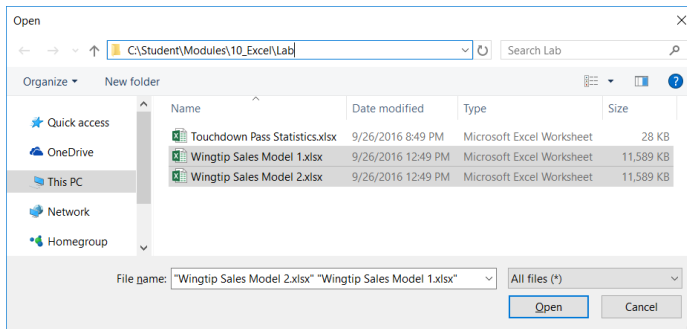 Open
C:\Student\Modules\10_Excel\Lab
Search Lab
Organize
New folder
Name
Date modified
Type
Size
Quick access
OneDrive
This PC
Network
Homegroup
Touchdown Pass Statistics.xlsx 9/26/2016 8:49 PM Microsoft Excel Worksheet 28 KB
Wingtip Sales Model 1.xlsx 9/26/2016 12:49 PM Microsoft Excel Worksheet 11,589 KB
Wingtip Sales Model 2.xlsx 9/26/2016 12:49 PM Microsoft Excel Worksheet 11,589 KB
File name: "Wingtip Sales Model 2.xlsx" "Wingtip Sales Model 1.xlsx"
All files (*)
Open
Cancel